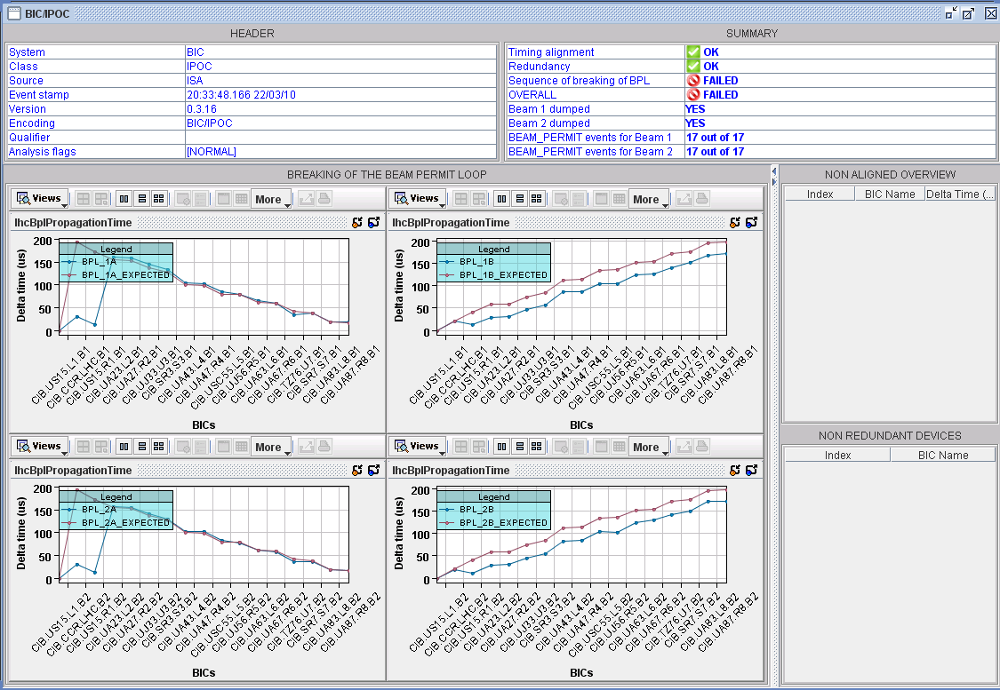 BIC/IPOC
HEADER
System BIC
Class IPOC
Source ISA
Event stamp 20:33:48.166 22/03/10
Version 0.3.16
Encoding BIC/IPOC
Qualifier
Analysis flags [NORMAL]
SUMMARY
Timing alignment OK
Redundancy OK
Sequence of breaking of BPL FAILED
OVERALL FAILED
Beam 1 dumped YES
Beam 2 dumped YES
BEAM_PERMIT events for Beam 1 17 out of 17
BEAM_PERMIT events for Beam 2 17 out of 17
BREAKING OF THE BEAM PERMIT LOOP
Views More
lhcBplPropagationTime
Delta time (us)
200
150
100
50
0
Legend
BPL_1A
BPL_1A_EXPECTED
CIB.US15.L1.B1
CIB.CCR.LHC.B1
CIB.US15.R1.B1
CIB.UA23.L2.B1
CIB.UA27.R2.B1
CIB.UJ33.U3.B1
CIB.SR3.S3.B1
CIB.UA43.L4.B1
CIB.UA47.R4.B1
CIB.USC55.L5.B1
CIB.UJ56.R5.B1
CIB.UA63.L6.B1
CIB.UA67.R6.B1
CIB.TZ76.U7.B1
CIB.SR7.S7.B1
CIB.UA83.L8.B1
CIB.UA87.R8.B1
BICs
Views More
lhcBplPropagationTime
Delta time (us)
200
150
100
50
0
Legend
BPL_1B
BPL_1B_EXPECTED
CIB.US15.L1.B1
CIB.CCR.LHC.B1
CIB.US15.R1.B1
CIB.UA23.L2.B1
CIB.UA27.R2.B1
CIB.UJ33.U3.B1
CIB.SR3.S3.B1
CIB.UA43.L4.B1
CIB.UA47.R4.B1
CIB.USC55.L5.B1
CIB.UJ56.R5.B1
CIB.UA63.L6.B1
CIB.UA67.R6.B1
CIB.TZ76.U7.B1
CIB.SR7.S7.B1
CIB.UA83.L8.B1
CIB.UA87.R8.B1
BICs
Views More
lhcBplPropagationTime
Delta time (us)
200
150
100
50
0
Legend
BPL_2A
BPL_2A_EXPECTED
CIB.US15.L1.B2
CIB.CCR.LHC.B2
CIB.US15.R1.B2
CIB.UA23.L2.B2
CIB.UA27.R2.B2
CIB.UJ33.U3.B2
CIB.SR3.S3.B2
CIB.UA43.L4.B2
CIB.UA47.R4.B2
CIB.USC55.L5.B2
CIB.UJ56.R5.B2
CIB.UA63.L6.B2
CIB.UA67.R6.B2
CIB.TZ76.U7.B2
CIB.SR7.S7.B2
CIB.UA83.L8.B2
CIB.UA87.R8.B2
BICs
Views More
lhcBplPropagationTime
Delta time (us)
200
150
100
50
0
Legend
BPL_2B
BPL_2B_EXPECTED
CIB.US15.L1.B2
CIB.CCR.LHC.B2
CIB.US15.R1.B2
CIB.UA23.L2.B2
CIB.UA27.R2.B2
CIB.UJ33.U3.B2
CIB.SR3.S3.B2
CIB.UA43.L4.B2
CIB.UA47.R4.B2
CIB.USC55.L5.B2
CIB.UJ56.R5.B2
CIB.UA63.L6.B2
CIB.UA67.R6.B2
CIB.TZ76.U7.B2
CIB.SR7.S7.B2
CIB.UA83.L8.B2
CIB.UA87.R8.B2
BICs
NON ALIGNED OVERVIEW
Index BIC Name Delta Time (...
NON REDUNDANT DEVICES
Index BIC Name